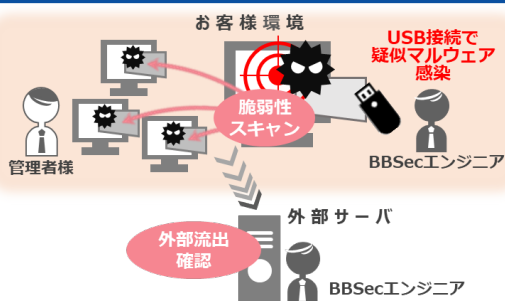 お客様環境
USB接続で
疑似マルウェア
感染
脆弱性
スキャン
管理者様
BBSecエンジニア
外部サーバ
外部流出
確認
BBSecエンジニア